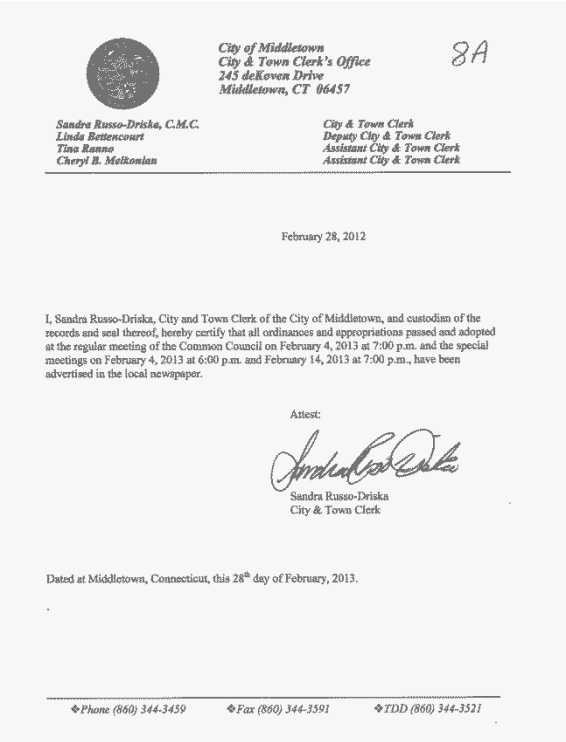 City of Middletown
City & Town Clerk's Office
245 deKoven Drive
Middletown, CT 06457
8A
Sandra Russo-Driska, C.M.C.
City & Town Clerk
Linda Bettencourt
Deputy City & Town Clerk
Tina Ranno
Assistant City & Town Clerk
Cheryl B. Melkonian
Assistant City & Town Clerk
February 28, 2012
I, Sandra Russo-Driska, City and Town Clerk of the City of Middletown, and custodian of the
records and seal thereof, hereby certify that all ordinances and appropriations passed and adopted
at the regular meeting of the Common Council on February 4, 2013 at 7:00 p.m. and the special
meetings on February 4, 2013 at 6:00 p.m. and February 14, 2013 at 7:00 p.m., have been
advertised in the local newspaper.
Attest:
Sandra Russo-Driska
Sandra Russo-Driska
City & Town Clerk
Dated at Middletown, Connecticut, this 28th day of February, 2013.
❖Phone (860) 344-3459 ❖Fax (860) 344-3591 ❖TDD (860) 344-3521